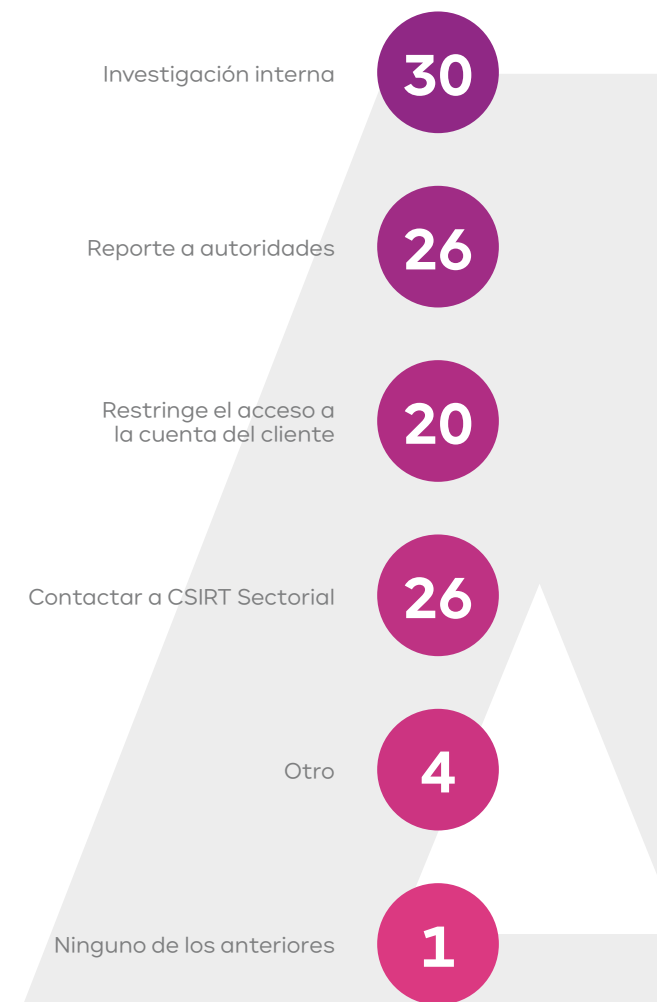 Investigación interna
30
Reporte a autoridades
26
Restringe el acceso a
la cuenta del cliente
20
Contactar a CSIRT Sectorial
26
Otro
4
Ninguno de los anteriores
1